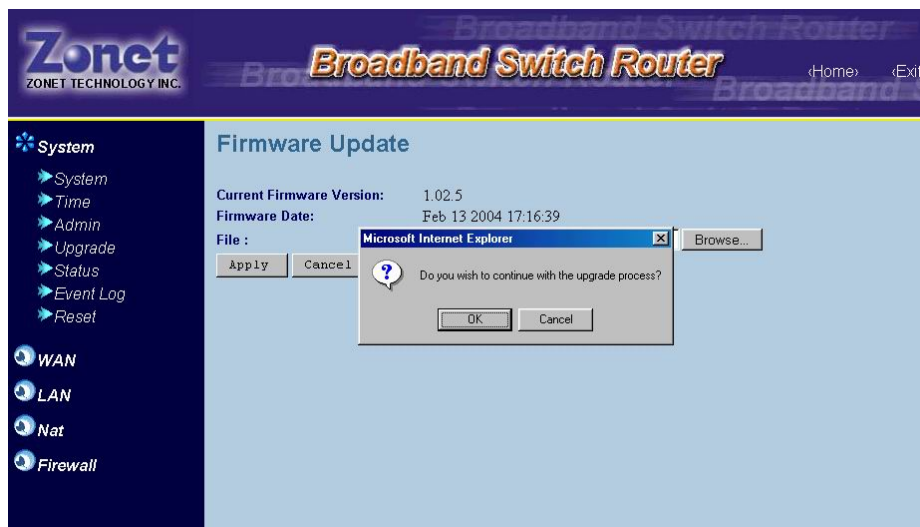 Zonet
ZONET TECHNOLOGY INC.
Broadband Switch Router
Broadband Switch Router
‹Home›
‹Exit
System
System
Time
Admin
Upgrade
Status
Event Log
Reset
WAN
LAN
Nat
Firewall
Firmware Update
Current Firmware Version: 1.02.5
Firmware Date: Feb 13 2004 17:16:39
File :
Browse...
Apply
Cancel
Microsoft Internet Explorer
Do you wish to continue with the upgrade process?
OK
Cancel